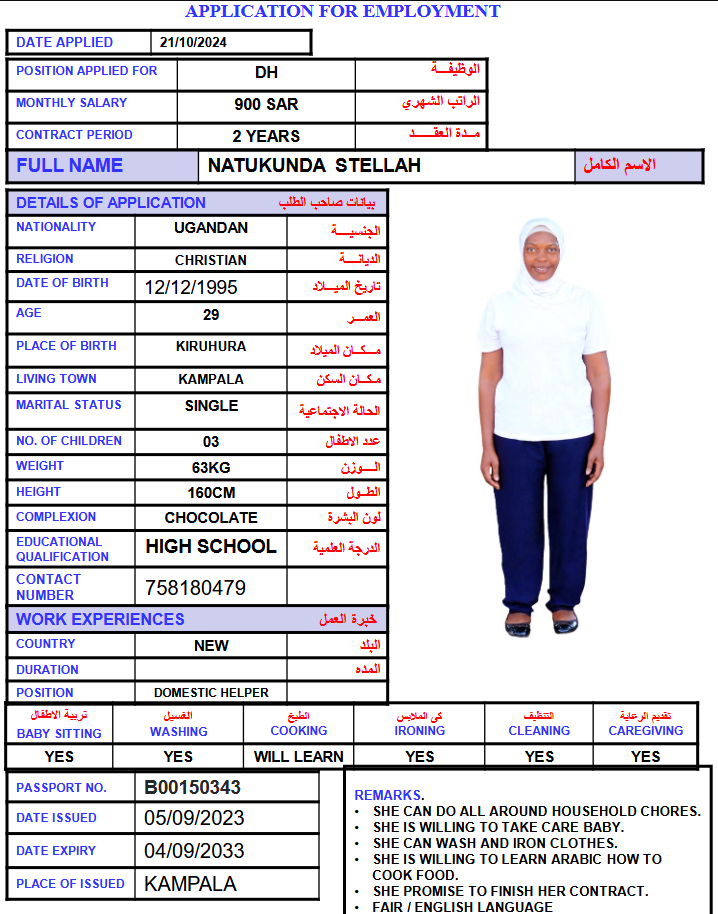 APPLICATION FOR EMPLOYMENT
DATE APPLIED 21/10/2024
POSITION APPLIED FOR DH الوظيفـــة
MONTHLY SALARY 900 SAR الراتب الشهري
CONTRACT PERIOD 2 YEARS مـدة العقـــد
FULL NAME NATUKUNDA STELLAH الاسم الكامل
DETAILS OF APPLICATION بيانات صاحب الطلب
NATIONALITY UGANDAN الجنسيـــة
RELIGION CHRISTIAN الديانـــة
DATE OF BIRTH 12/12/1995 تاريخ الميـــلاد
AGE 29 العمـــر
PLACE OF BIRTH KIRUHURA مـــكـــان الميلاد
LIVING TOWN KAMPALA مـكـــان السكن
MARITAL STATUS SINGLE الحالة الاجتماعية
NO. OF CHILDREN 03 عدد الاطفال
WEIGHT 63KG الـــوزن
HEIGHT 160CM الطـــول
COMPLEXION CHOCOLATE لون البشرة
EDUCATIONAL QUALIFICATION HIGH SCHOOL الدرجة العلمية
CONTACT NUMBER 758180479
WORK EXPERIENCES خبرة العمل
COUNTRY NEW البلد
DURATION المده
POSITION DOMESTIC HELPER
تربية الاطفال الغسيل الطبخ كي الملابس التنظيف تقديم الرعاية
BABY SITTING WASHING COOKING IRONING CLEANING CAREGIVING
YES YES WILL LEARN YES YES YES
PASSPORT NO. B00150343
DATE ISSUED 05/09/2023
DATE EXPIRY 04/09/2033
PLACE OF ISSUED KAMPALA
REMARKS.
• SHE CAN DO ALL AROUND HOUSEHOLD CHORES.
• SHE IS WILLING TO TAKE CARE BABY.
• SHE CAN WASH AND IRON CLOTHES.
• SHE IS WILLING TO LEARN ARABIC HOW TO
COOK FOOD.
• SHE PROMISE TO FINISH HER CONTRACT.
• FAIR / ENGLISH LANGUAGE